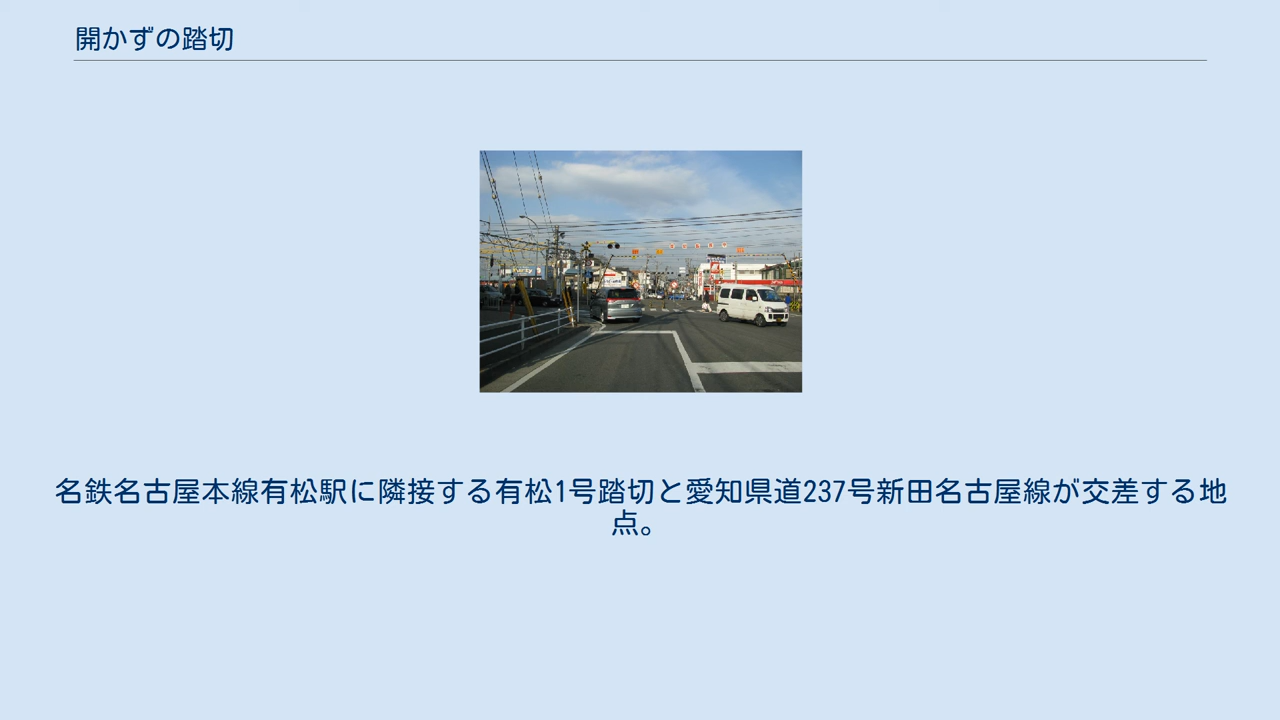 開かずの踏切
名鉄名古屋本線有松駅に隣接する有松1号踏切と愛知県道237号新田名古屋線が交差する地
点。